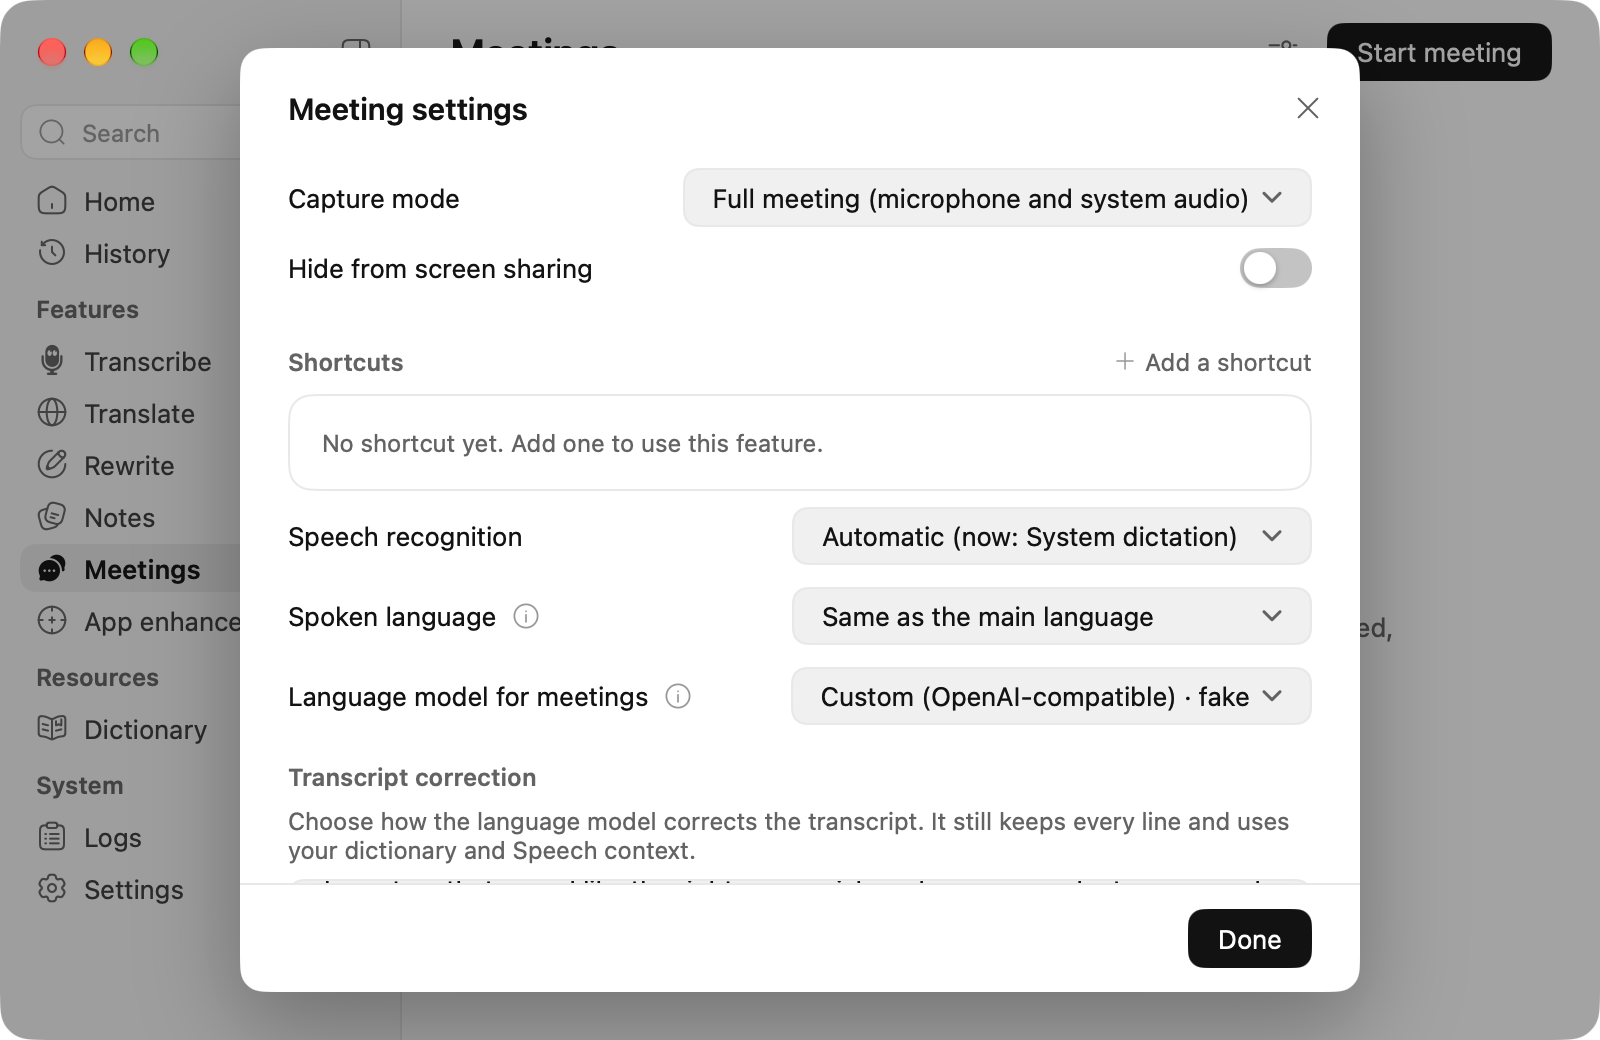 Meetings
Start meeting
Search
Home
History
Features
Transcribe
Translate
Rewrite
Notes
Meetings
App enhance
Resources
Dictionary
System
Logs
Settings
Meeting settings
Capture mode
Full meeting (microphone and system audio)
Hide from screen sharing
Shortcuts
+ Add a shortcut
No shortcut yet. Add one to use this feature.
Speech recognition
Automatic (now: System dictation)
Spoken language
Same as the main language
Language model for meetings
Custom (OpenAI-compatible) · fake
Transcript correction
Choose how the language model corrects the transcript. It still keeps every line and uses
your dictionary and Speech context.
ed,
Done